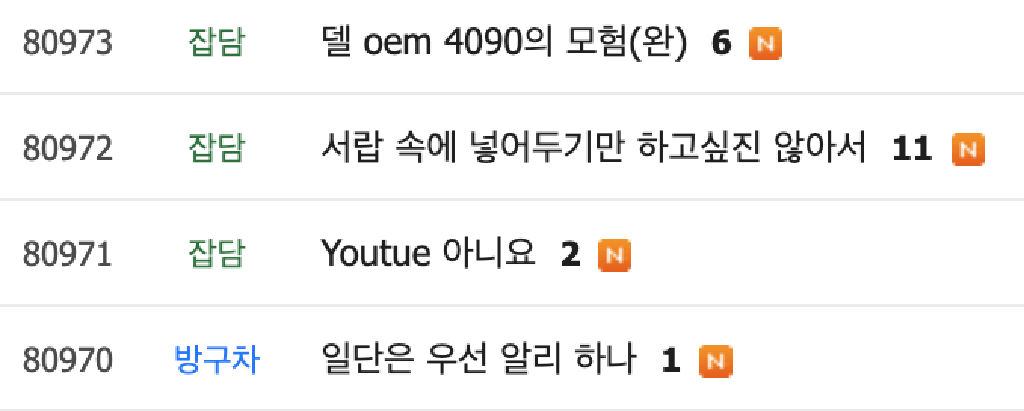 80973 잡담 델 oem 4090의 모험(완) 6 N
80972 잡담 서랍 속에 넣어두기만 하고싶진 않아서 11 N
80971 잡담 Youtue 아니요 2 N
80970 방구차 일단은 우선 알리 하나 1 N